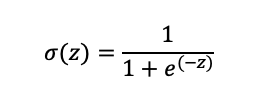 σ(z) = 1 / (1 + e^(−z))